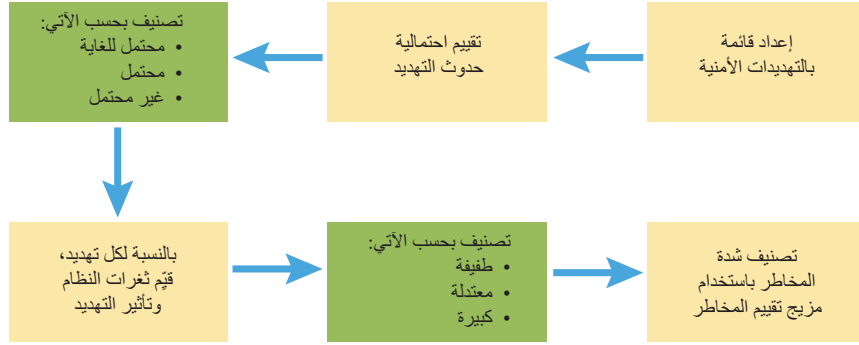 إعداد قائمة
بالتهديدات الأمنية
تقييم احتمالية
حدوث التهديد
تصنيف بحسب الآتي:
• محتمل للغاية
• محتمل
• غير محتمل
بالنسبة لكل تهديد،
قيّم ثغرات النظام
وتأثير التهديد
تصنيف بحسب الآتي:
• طفيفة
• معتدلة
• كبيرة
تصنيف شدة
المخاطر باستخدام
مزيج تقييم المخاطر